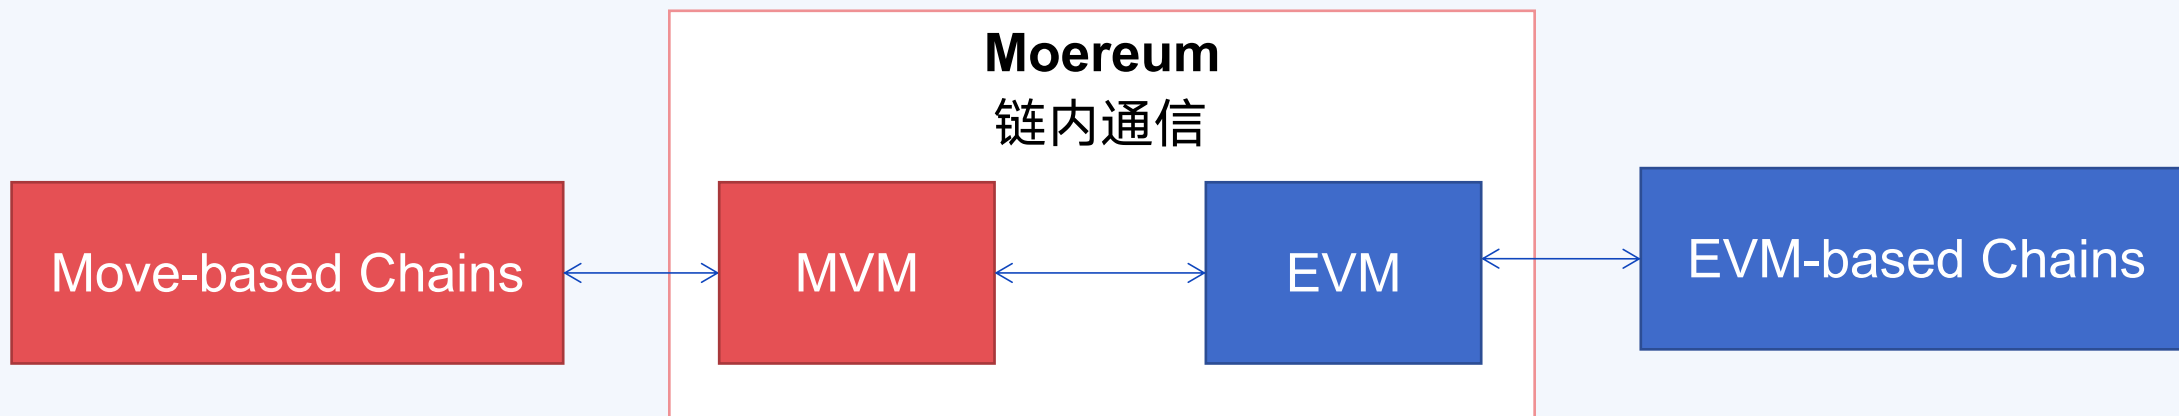 Moereum
链内通信
Move-based Chains
MVM
EVM
EVM-based Chains